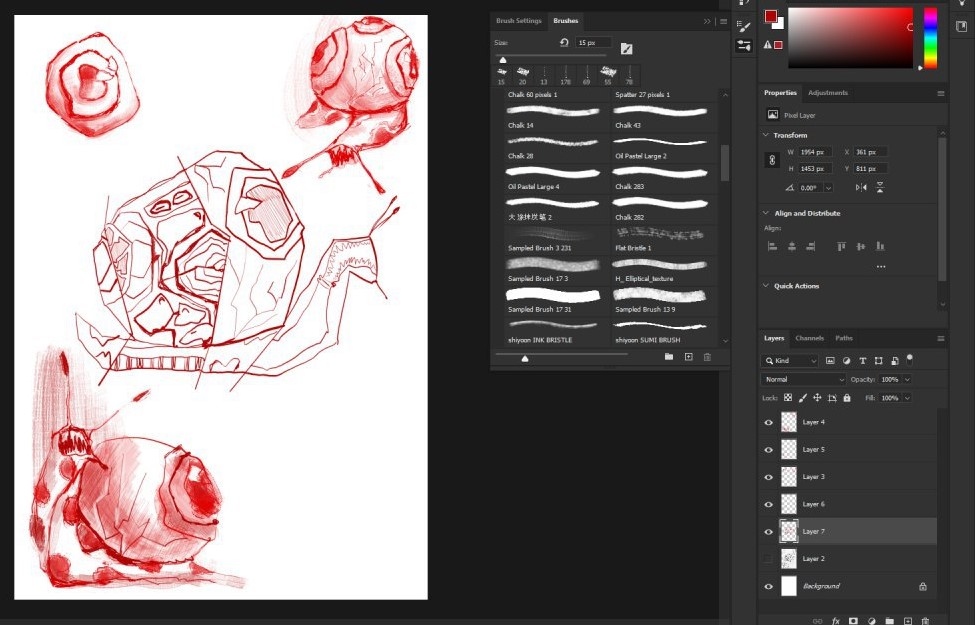 Brush Settings Brushes
Size: 15 px
15 20 13 178 69 55 78
Chalk 60 pixels 1 Spatter 27 pixels 1
Chalk 14 Chalk 43
Chalk 28 Oil Pastel Large 2
Oil Pastel Large 4 Chalk 283
2 Chalk 282
Sampled Brush 3 231 Flat Bristle 1
Sampled Brush 17 3 H_ Elliptical_texture
Sampled Brush 17 31 Sampled Brush 13 9
shiyoon INK BRISTLE shiyoon SUMI BRUSH
Properties Adjustments
Pixel Layer
Transform
W 1954 px X 361 px
H 1453 px Y 811 px
0.00°
Align and Distribute
Align:
Quick Actions
Layers Channels Paths
Kind
Normal Opacity: 100%
Lock: Fill: 100%
Layer 4
Layer 5
Layer 3
Layer 6
Layer 7
Layer 2
Background
fx